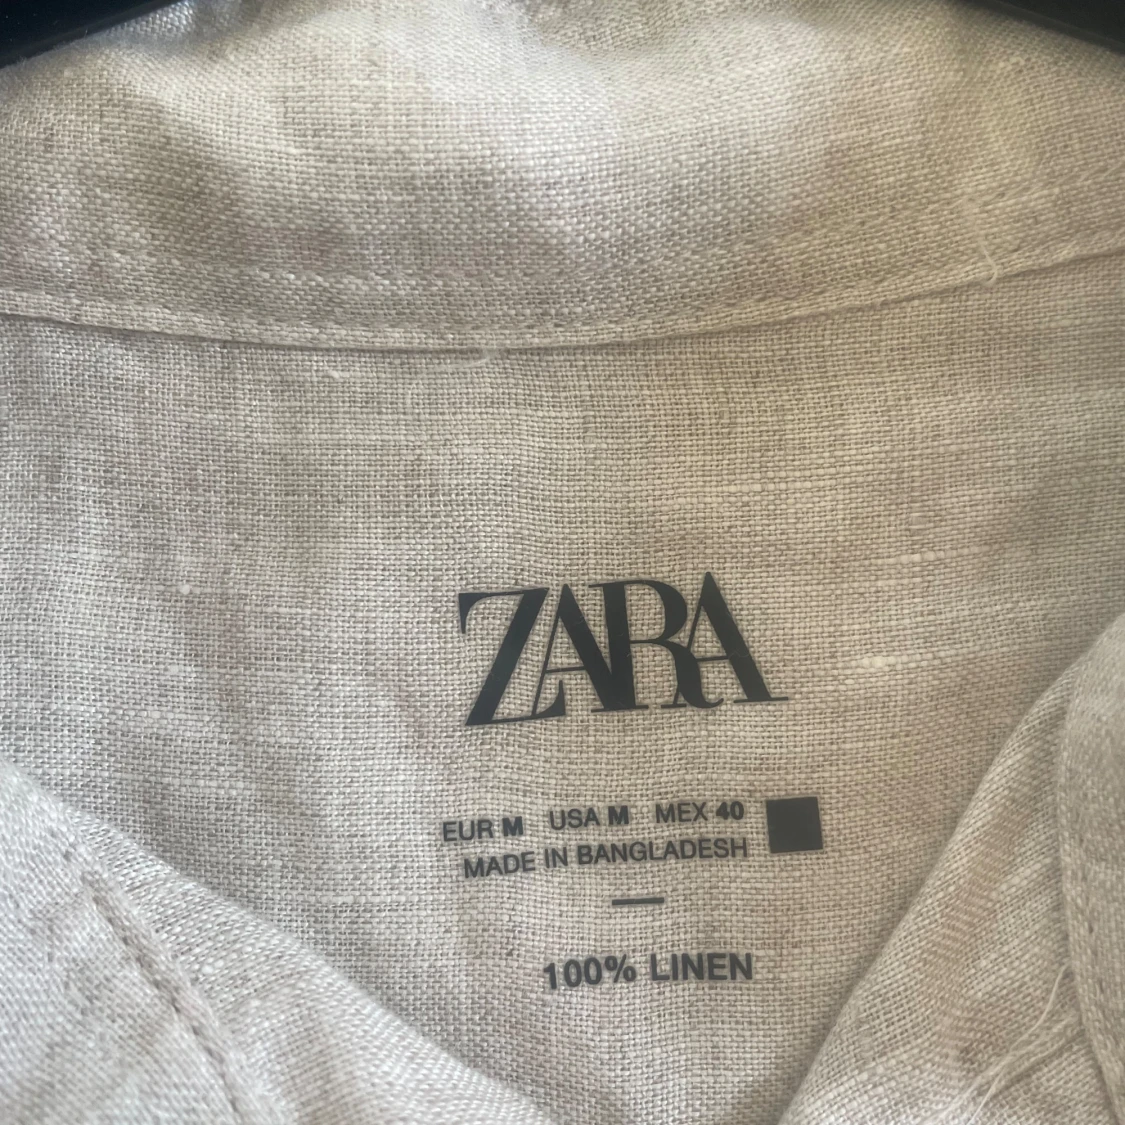 ZARA
EUR M USA M MEX 40
MADE IN BANGLADESH
100% LINEN